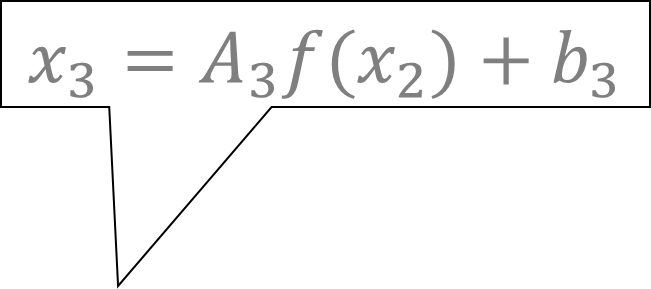 x₃ = A₃f(x₂) + b₃